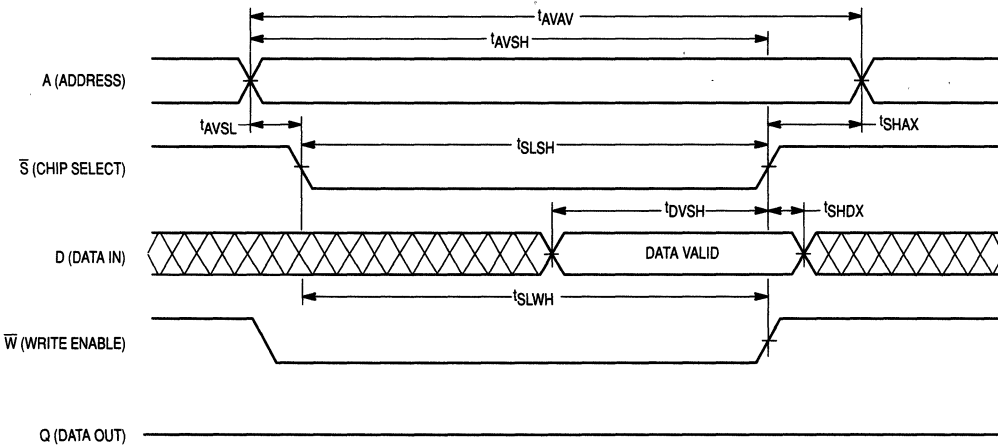 tAVAV
tAVSH
A (ADDRESS)
tAVSL
tSHAX
S̅ (CHIP SELECT)
tSLSH
tDVSH
tSHDX
D (DATA IN)
DATA VALID
tSLWH
W̅ (WRITE ENABLE)
Q (DATA OUT)